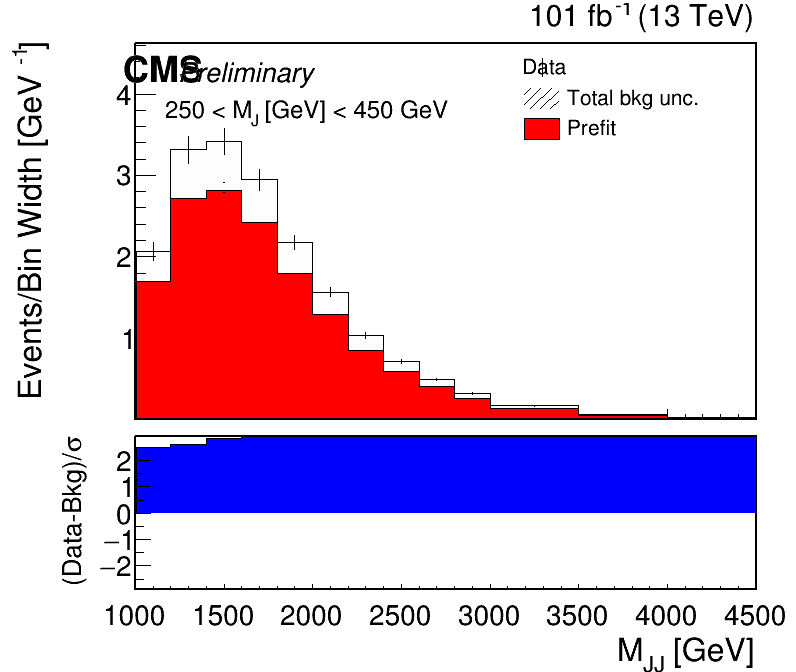 101 fb⁻¹ (13 TeV)
CMS Preliminary
250 < M_J [GeV] < 450 GeV
Data
Total bkg unc.
Prefit
Events/Bin Width [GeV⁻¹]
4
3
2
1
(Data-Bkg)/σ
2
1
0
−1
−2
1000 1500 2000 2500 3000 3500 4000 4500
M_JJ [GeV]